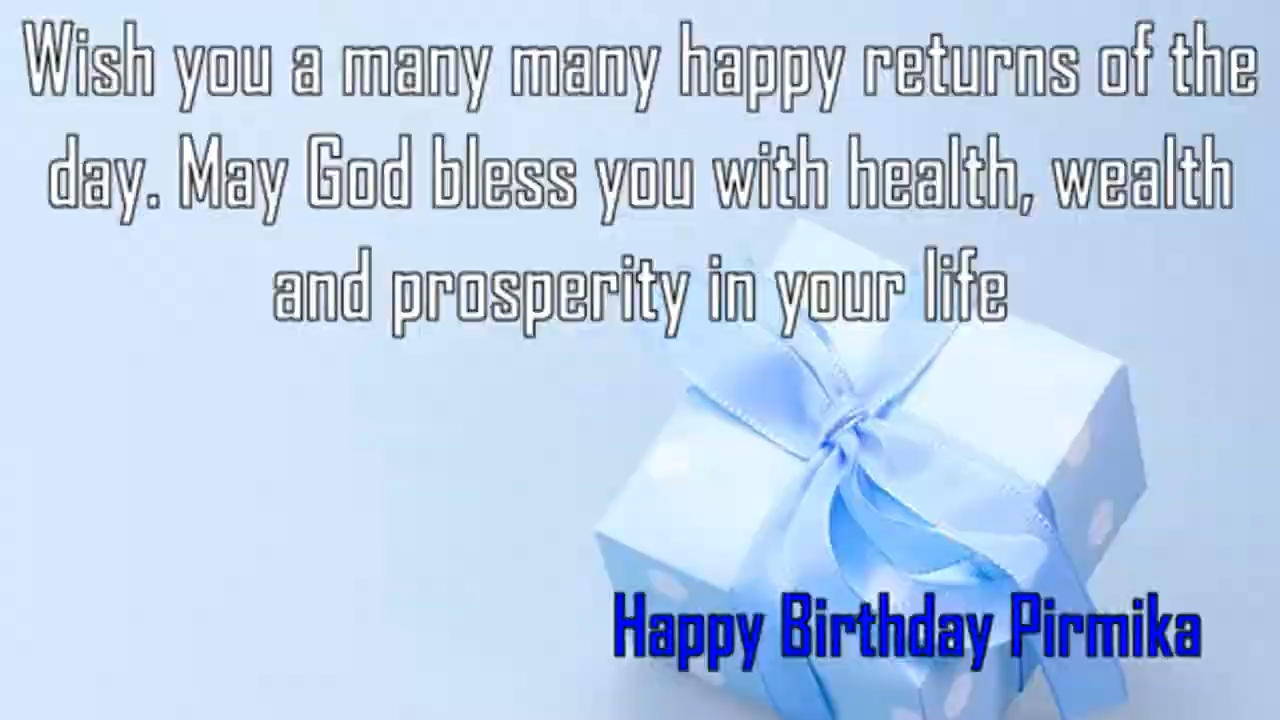 Wish you a many many happy returns of the
day. May God bless you with health, wealth
and prosperity in your life
Happy Birthday Pirmika